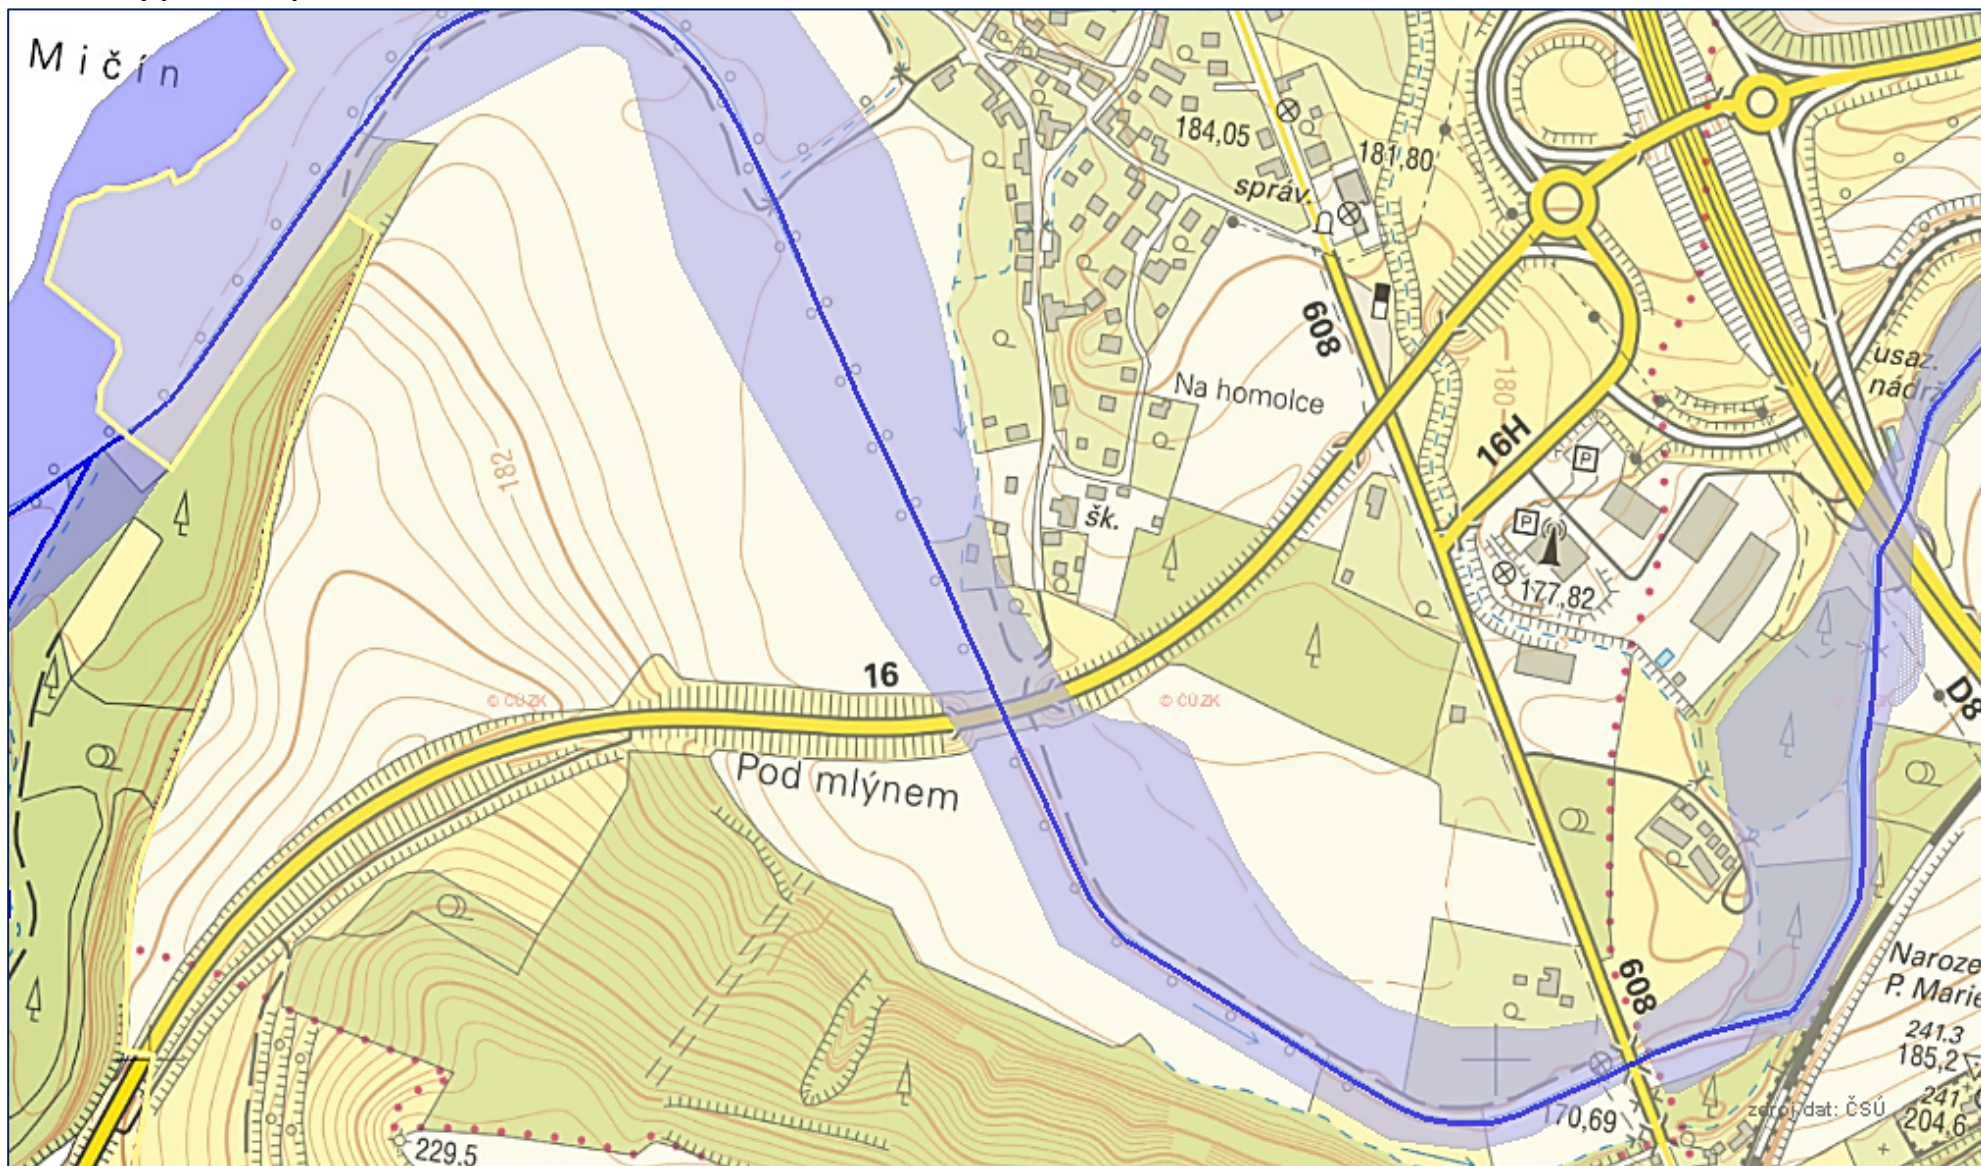 Mičín
184,05
181,80
správ.
608
Na homolce
180
usaz.
nádrž
16H
182
P
P
šk.
177,82
16
© ČÚZK
© ČÚZK
D8
Pod mlýnem
608
Naroze
P. Marie
241.3
185,2
170,69
zdroj dat: ČSÚ
241.
204,6
229,5